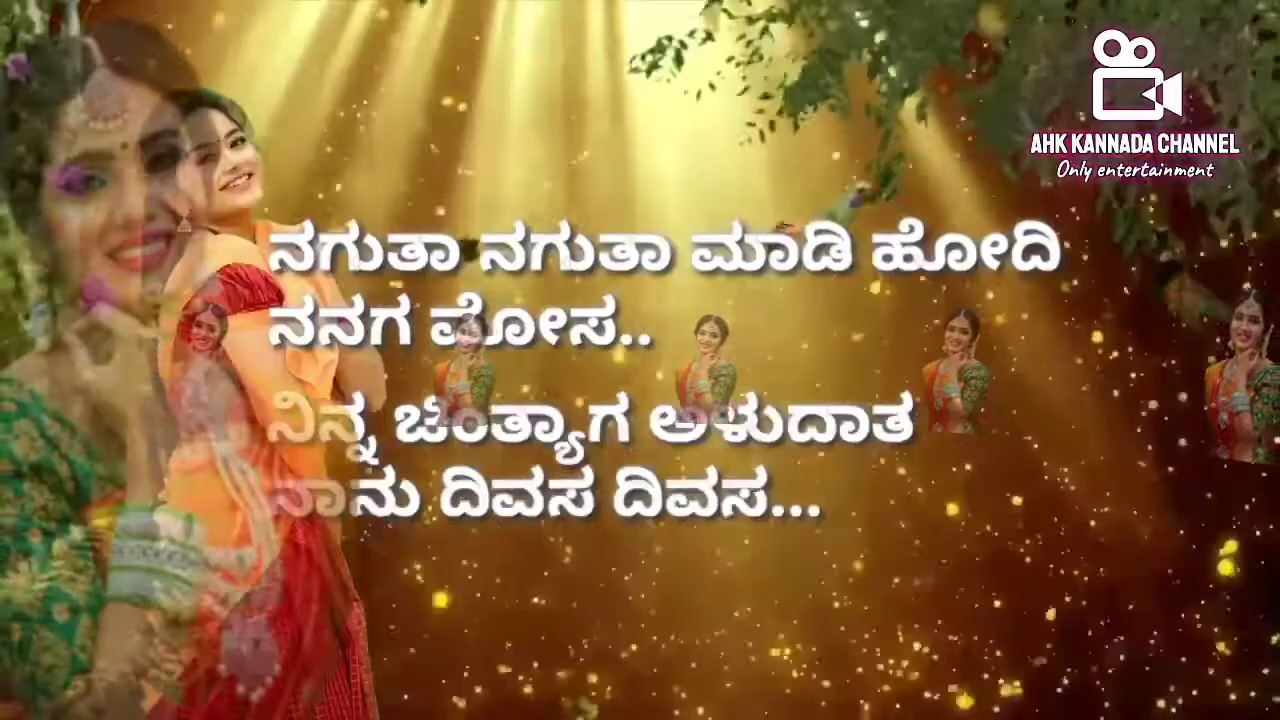 AHK KANNADA CHANNEL
Only entertainment
ನಗುತಾ ನಗುತಾ ಮಾಡಿ ಹೋದಿ
ನನಗ ಮೋಸ..
ನಿನ್ನ ಚಿಂತ್ಯಾಗ ಅಳುದಾತ
ನಾನು ದಿವಸ ದಿವಸ...